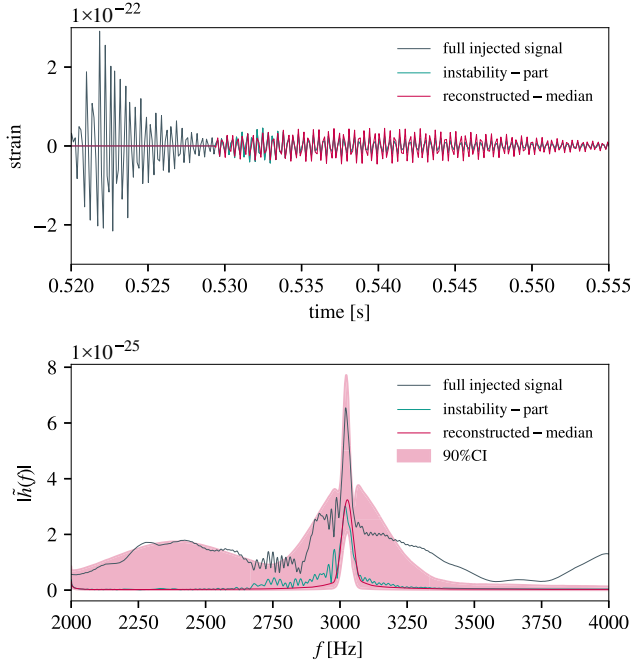 1×10−22
2
0
−2
strain
full injected signal
instability−part
reconstructed−median
0.520 0.525 0.530 0.535 0.540 0.545 0.550 0.555
time [s]
1×10−25
8
6
4
2
0
|h̃(f)|
full injected signal
instability−part
reconstructed−median
90%CI
2000 2250 2500 2750 3000 3250 3500 3750 4000
f [Hz]